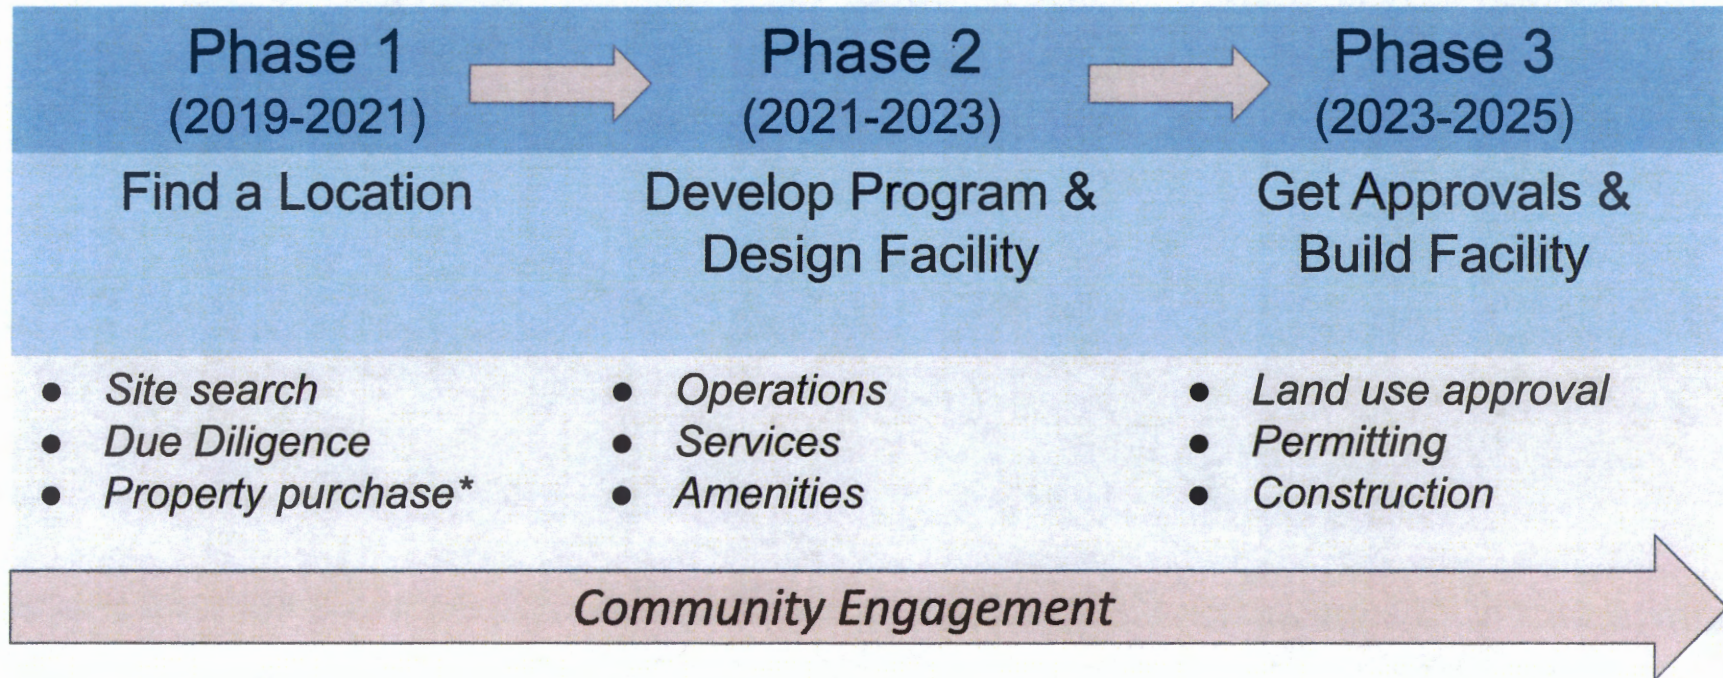 Phase 1
(2019-2021)
Find a Location
● Site search
● Due Diligence
● Property purchase*
Phase 2
(2021-2023)
Develop Program &
Design Facility
● Operations
● Services
● Amenities
Phase 3
(2023-2025)
Get Approvals &
Build Facility
● Land use approval
● Permitting
● Construction
Community Engagement